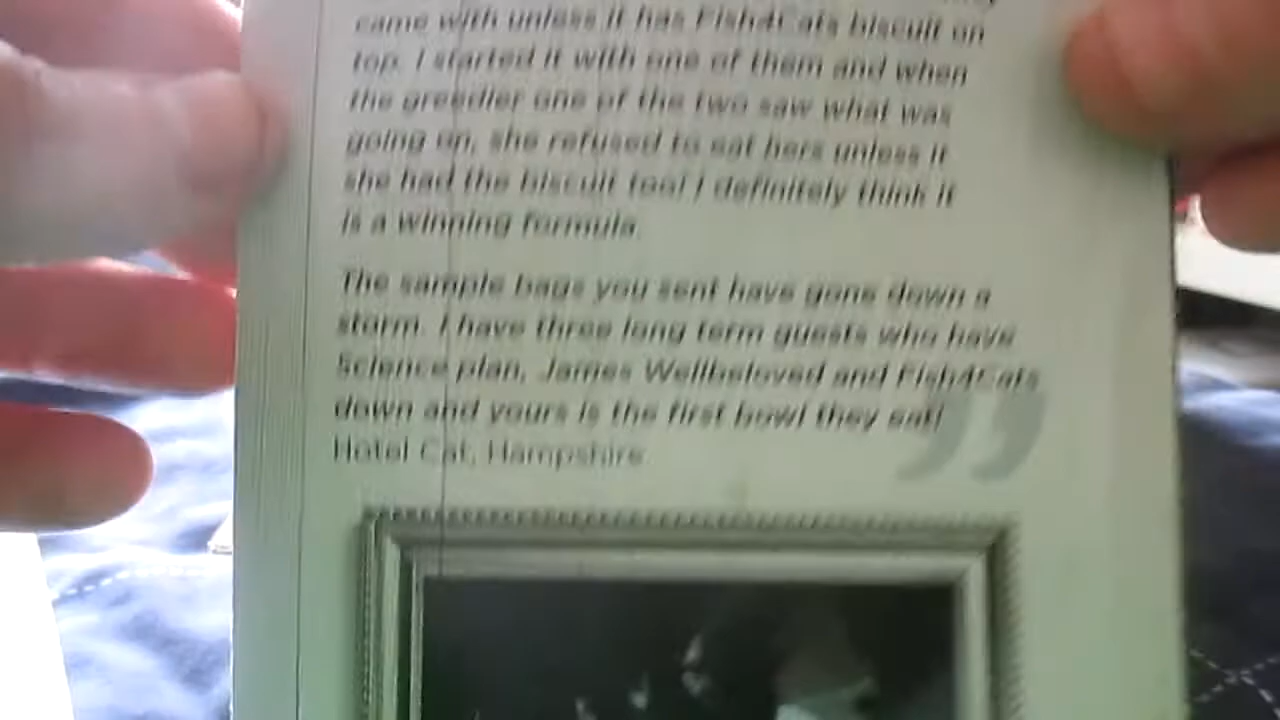 came with unless it has Fish4Cats biscuit on
top. I started it with one of them and when
the greedier one of the two saw what was
going on, she refused to eat hers unless it
she had the biscuit too! I definitely think it
is a winning formula.
The sample bags you sent have gone down a
storm. I have three long term guests who have
Science plan, James Wellbeloved and Fish4Cats
down and yours is the first bowl they eat!
Hotel Cat, Hampshire
”